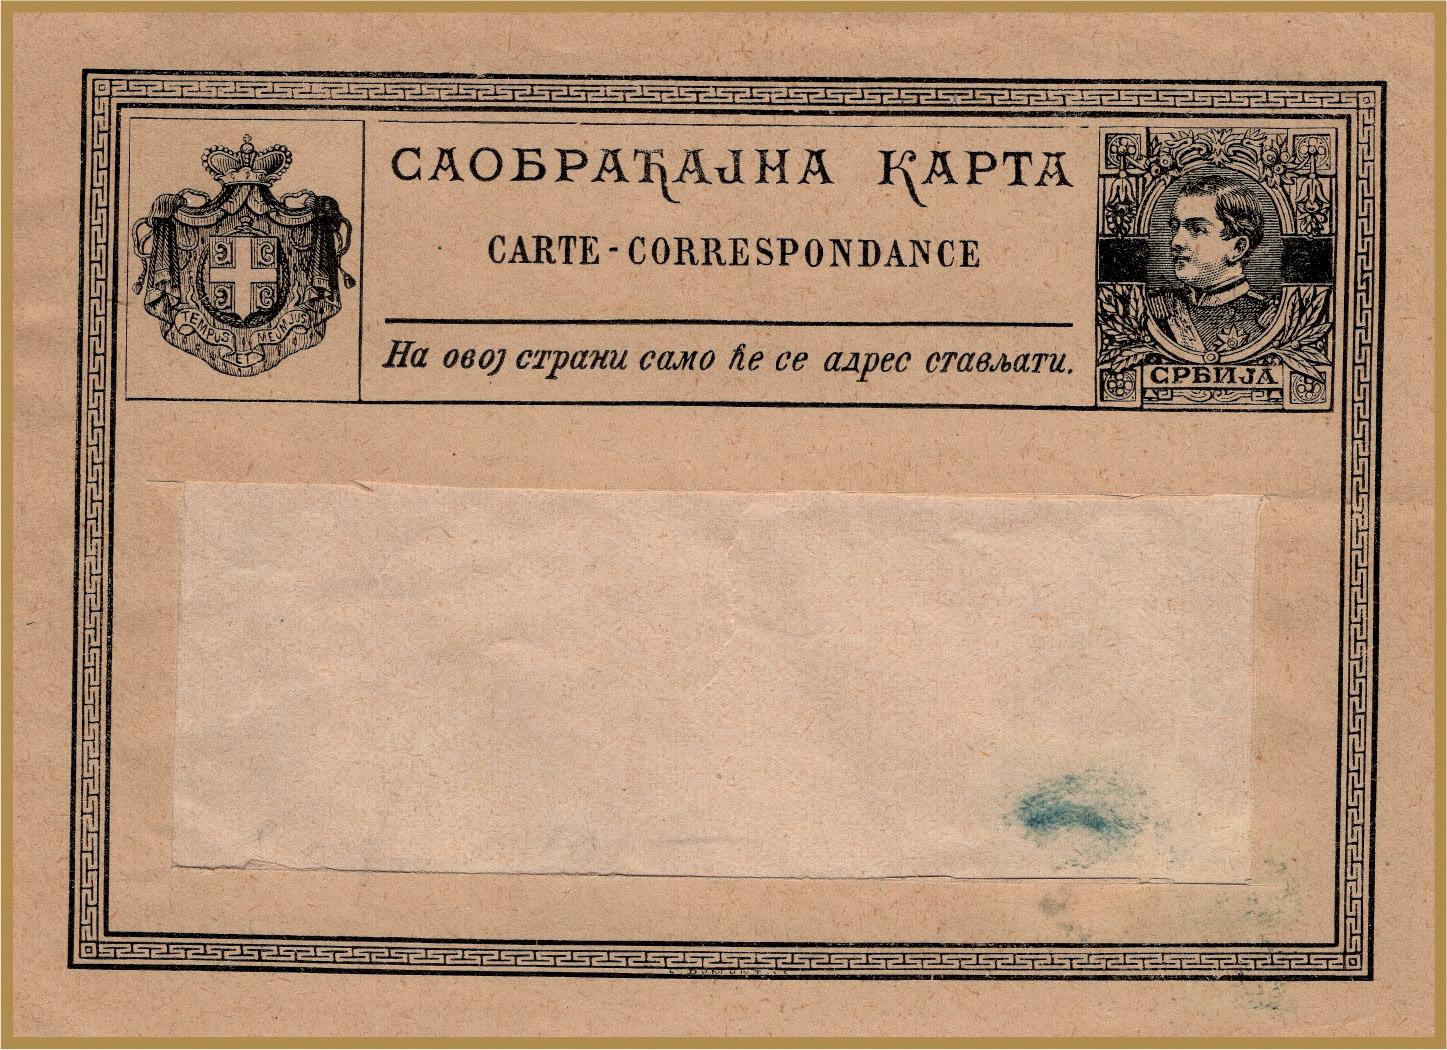 САОБРАЋАЈНА КАРТА
CARTE-CORRESPONDANCE
На овој страни само ће се адрес стављати.
TEMPUS ET MEUM JUS
СРБИЈА